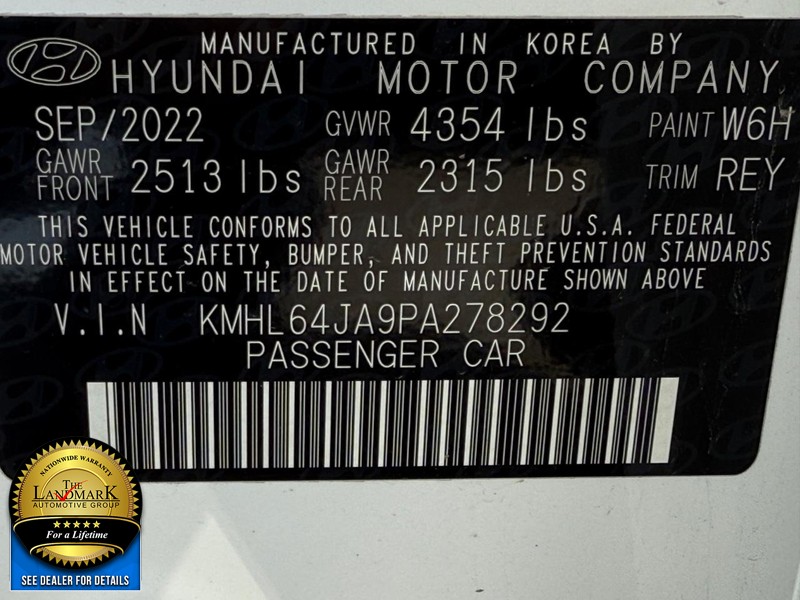 MANUFACTURED IN KOREA BY
HYUNDAI MOTOR COMPANY
SEP/2022 GVWR 4354 lbs PAINT W6H
GAWR FRONT 2513 lbs GAWR REAR 2315 lbs TRIM REY
THIS VEHICLE CONFORMS TO ALL APPLICABLE U.S.A. FEDERAL
MOTOR VEHICLE SAFETY, BUMPER, AND THEFT PREVENTION STANDARDS
IN EFFECT ON THE DATE OF MANUFACTURE SHOWN ABOVE
V.I.N KMHL64JA9PA278292
PASSENGER CAR
NATIONWIDE WARRANTY
THE
LANDMARK
AUTOMOTIVE GROUP
For a Lifetime
SEE DEALER FOR DETAILS